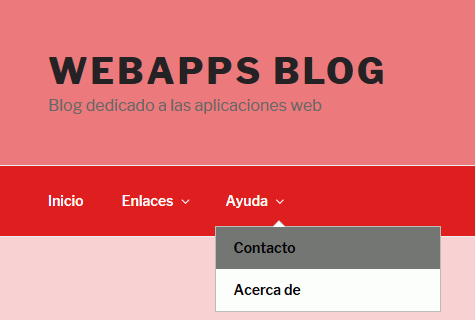 WEBAPPS BLOG
Blog dedicado a las aplicaciones web
Inicio Enlaces Ayuda
Contacto
Acerca de